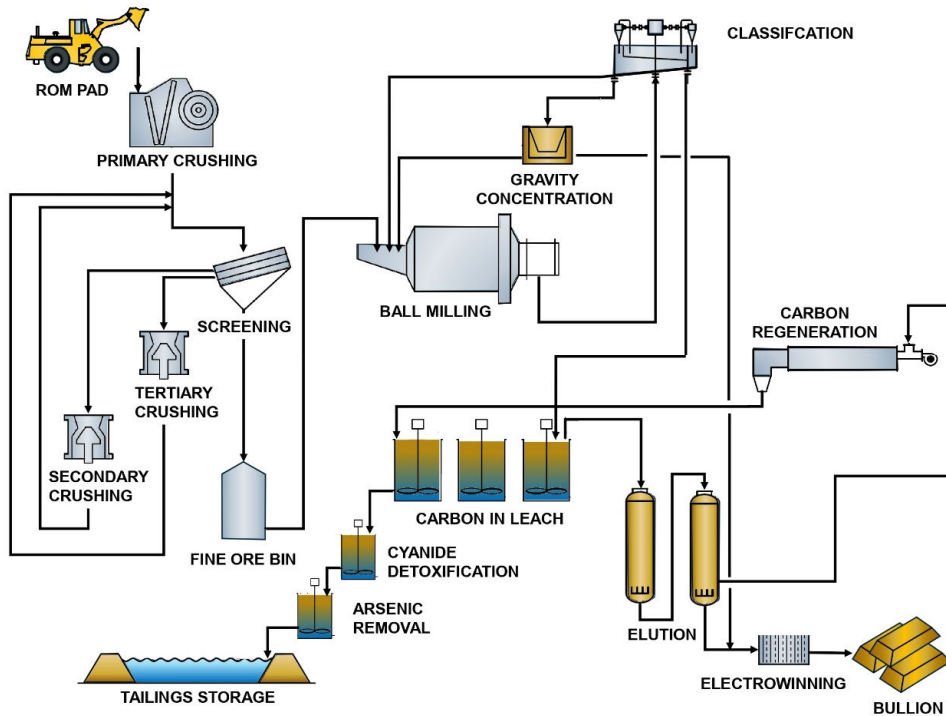 CLASSIFCATION
ROM PAD
PRIMARY CRUSHING
GRAVITY
CONCENTRATION
BALL MILLING
SCREENING
CARBON
REGENERATION
TERTIARY
CRUSHING
SECONDARY
CRUSHING
CARBON IN LEACH
FINE ORE BIN
CYANIDE
DETOXIFICATION
ARSENIC
REMOVAL
ELUTION
ELECTROWINNING
TAILINGS STORAGE
BULLION